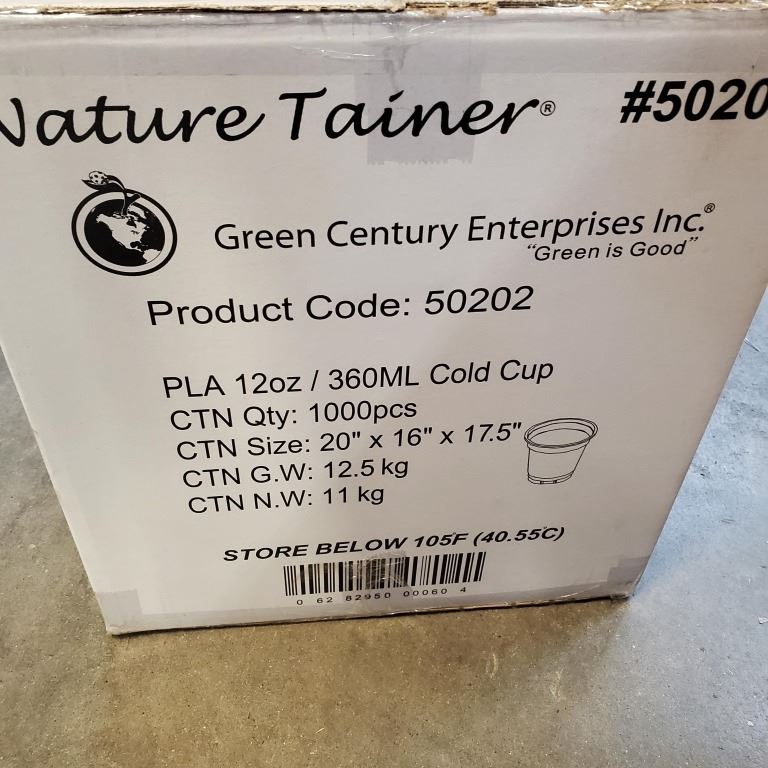 Nature Tainer® #5020
Green Century Enterprises Inc.®
"Green is Good"
Product Code: 50202
PLA 12oz / 360ML Cold Cup
CTN Qty: 1000pcs
CTN Size: 20" x 16" x 17.5"
CTN G.W: 12.5 kg
CTN N.W: 11 kg
STORE BELOW 105°F (40.55°C)
0 62 82950 00060 4